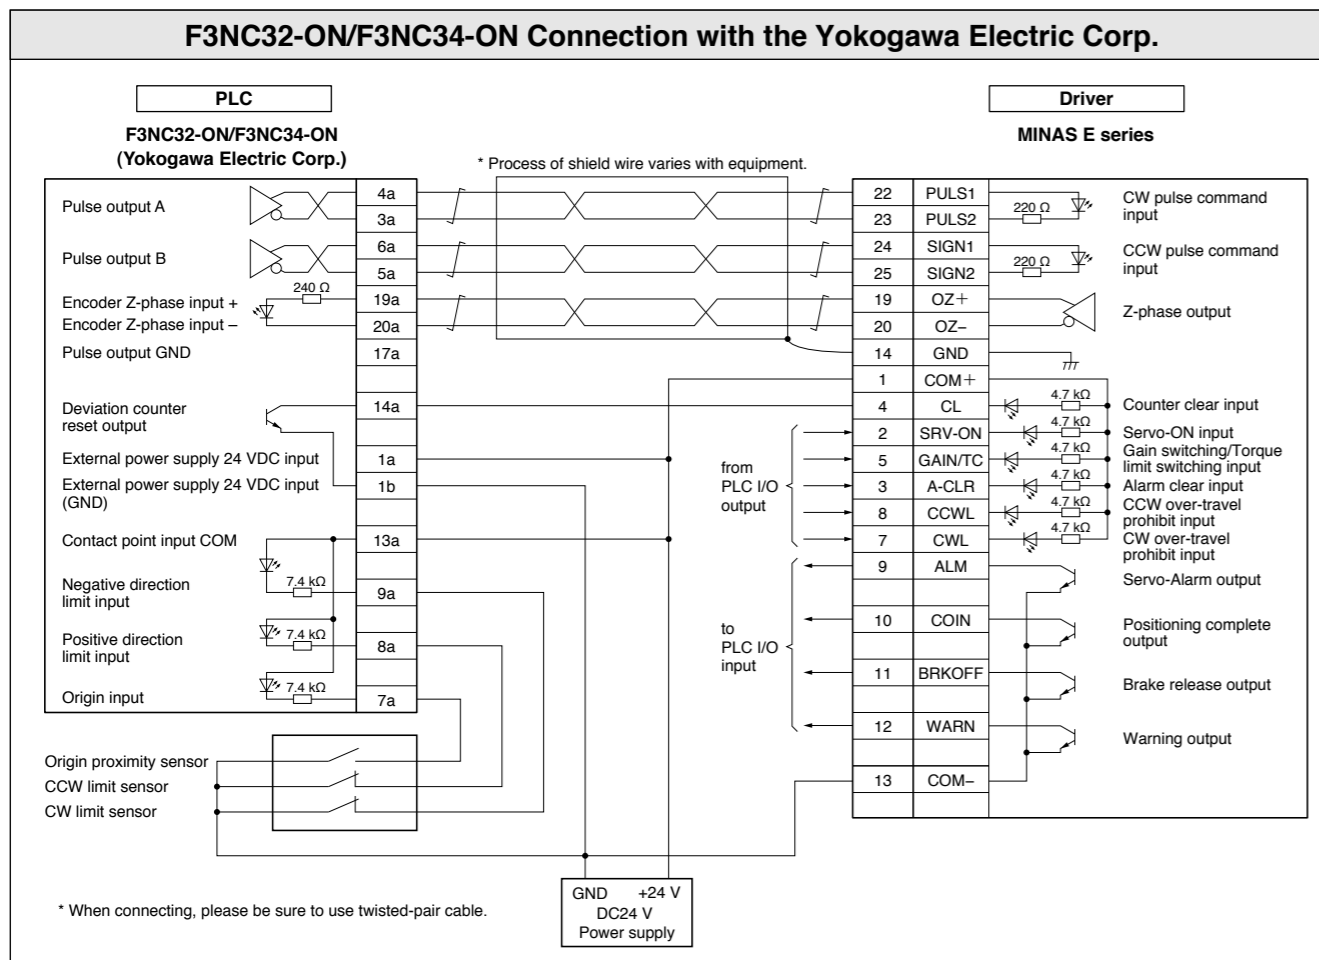 F3NC32-ON/F3NC34-ON Connection with the Yokogawa Electric Corp.
PLC
F3NC32-ON/F3NC34-ON
(Yokogawa Electric Corp.)
Driver
MINAS E series
* Process of shield wire varies with equipment.
Pulse output A
Pulse output B
240 Ω
Encoder Z-phase input +
Encoder Z-phase input –
Pulse output GND
Deviation counter
reset output
External power supply 24 VDC input
External power supply 24 VDC input
(GND)
Contact point input COM
Negative direction
limit input
7.4 kΩ
Positive direction
limit input
7.4 kΩ
Origin input
7.4 kΩ
4a
3a
6a
5a
19a
20a
17a
14a
1a
1b
13a
9a
8a
7a
Origin proximity sensor
CCW limit sensor
CW limit sensor
from
PLC I/O
output
to
PLC I/O
input
22 PULS1
23 PULS2
24 SIGN1
25 SIGN2
19 OZ+
20 OZ–
14 GND
1 COM+
4 CL
2 SRV-ON
5 GAIN/TC
3 A-CLR
8 CCWL
7 CWL
9 ALM
10 COIN
11 BRKOFF
12 WARN
13 COM–
220 Ω
CW pulse command
input
220 Ω
CCW pulse command
input
Z-phase output
4.7 kΩ
Counter clear input
4.7 kΩ
Servo-ON input
4.7 kΩ
Gain switching/Torque
limit switching input
4.7 kΩ
Alarm clear input
4.7 kΩ
CCW over-travel
prohibit input
4.7 kΩ
CW over-travel
prohibit input
Servo-Alarm output
Positioning complete
output
Brake release output
Warning output
GND +24 V
DC24 V
Power supply
* When connecting, please be sure to use twisted-pair cable.